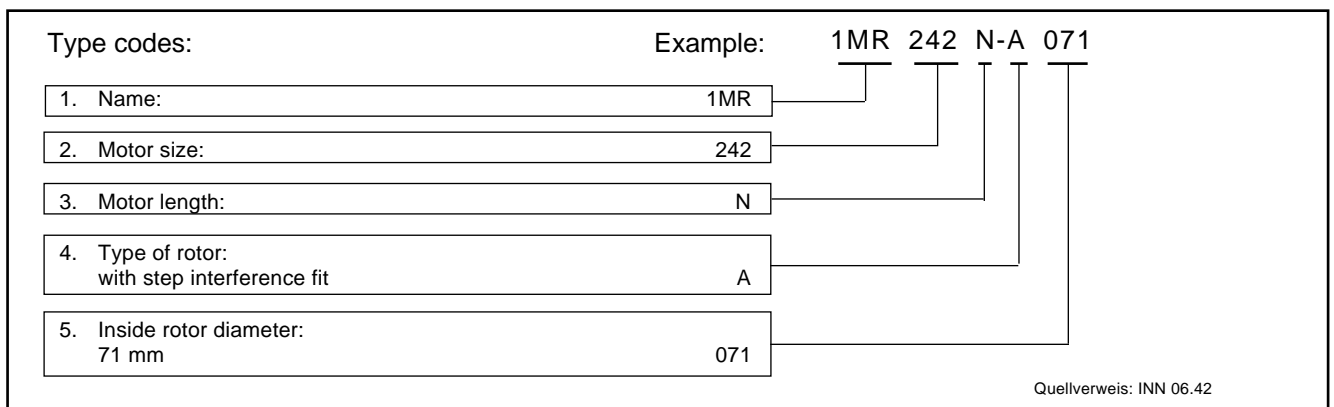 Type codes: Example: 1MR 242 N-A 071
1. Name: 1MR
2. Motor size: 242
3. Motor length: N
4. Type of rotor:
with step interference fit A
5. Inside rotor diameter:
71 mm 071
Quellverweis: INN 06.42